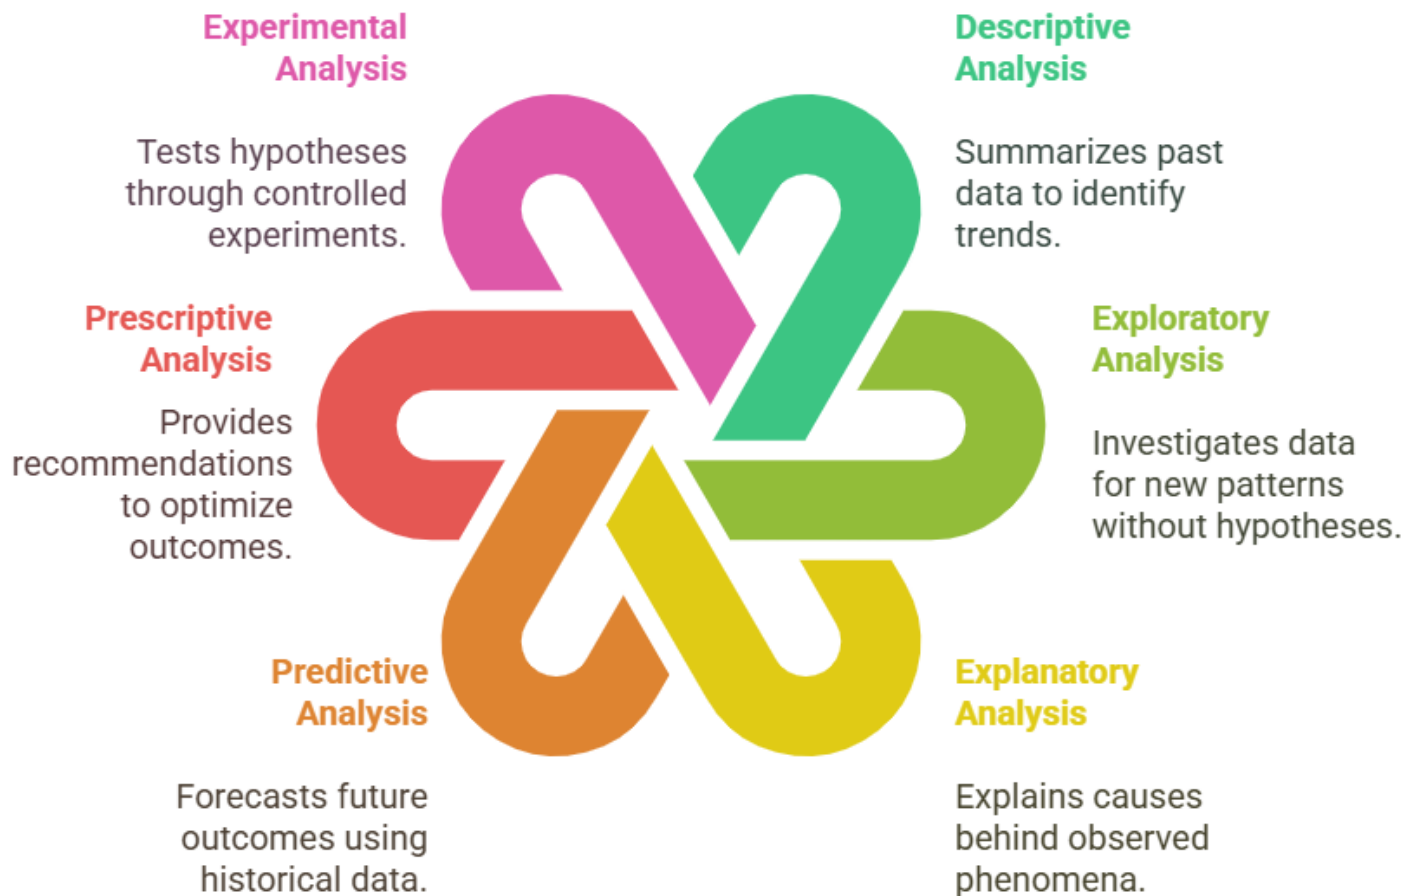 Experimental
Analysis
Tests hypotheses
through controlled
experiments.
Descriptive
Analysis
Summarizes past
data to identify
trends.
Prescriptive
Analysis
Provides
recommendations
to optimize
outcomes.
Exploratory
Analysis
Investigates data
for new patterns
without hypotheses.
Predictive
Analysis
Forecasts future
outcomes using
historical data.
Explanatory
Analysis
Explains causes
behind observed
phenomena.